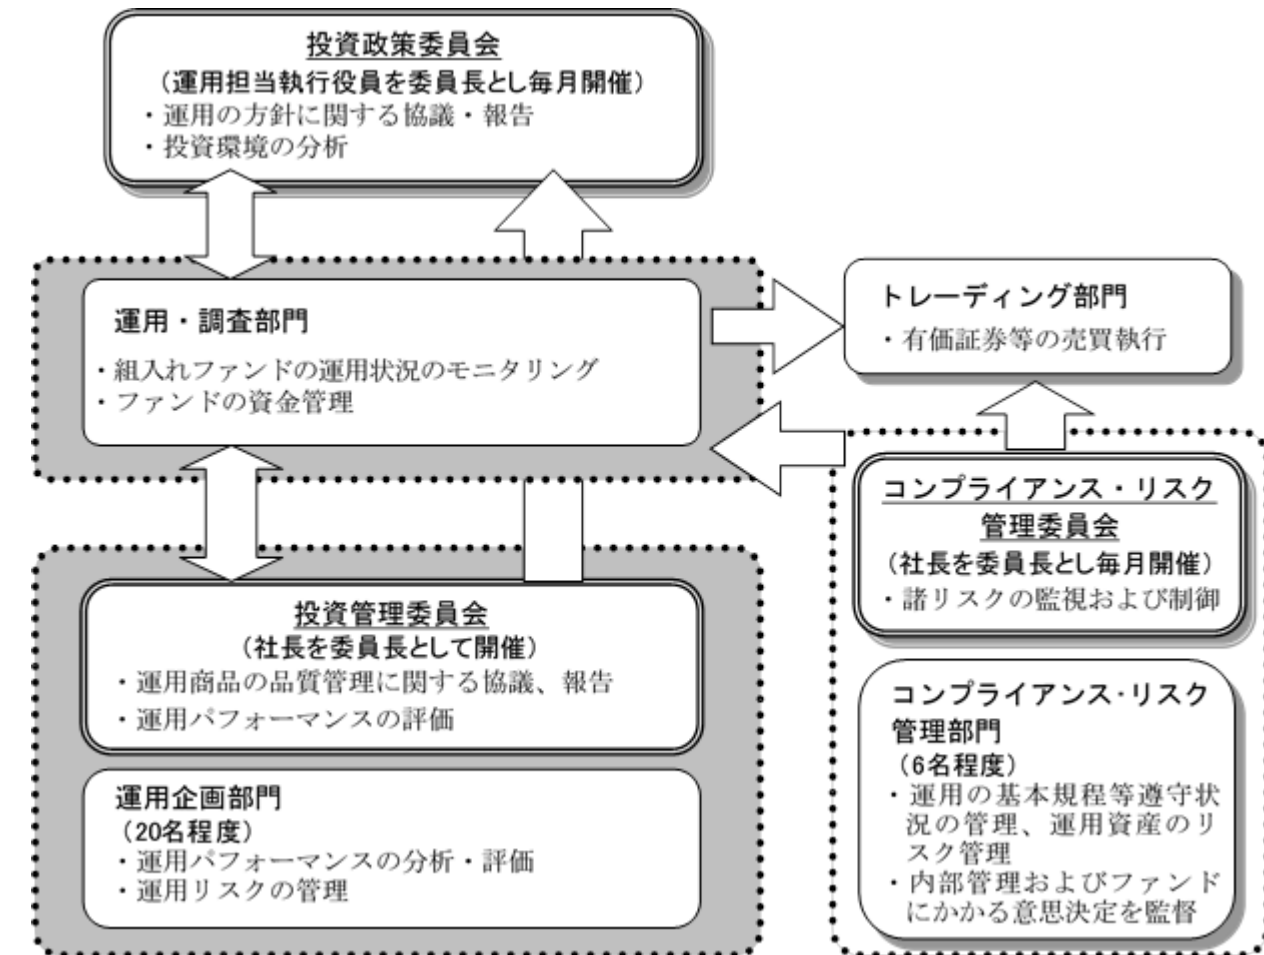 投資政策委員会
（運用担当執行役員を委員長とし毎月開催）
・運用の方針に関する協議・報告
・投資環境の分析
運用・調査部門
・組入れファンドの運用状況のモニタリング
・ファンドの資金管理
トレーディング部門
・有価証券等の売買執行
コンプライアンス・リスク
管理委員会
（社長を委員長とし毎月開催）
・諸リスクの監視および制御
投資管理委員会
（社長を委員長として開催）
・運用商品の品質管理に関する協議、報告
・運用パフォーマンスの評価
運用企画部門
（20名程度）
・運用パフォーマンスの分析・評価
・運用リスクの管理
コンプライアンス・リスク
管理部門
（6名程度）
・運用の基本規程等遵守状
況の管理、運用資産のリ
スク管理
・内部管理およびファンド
にかかる意思決定を監督